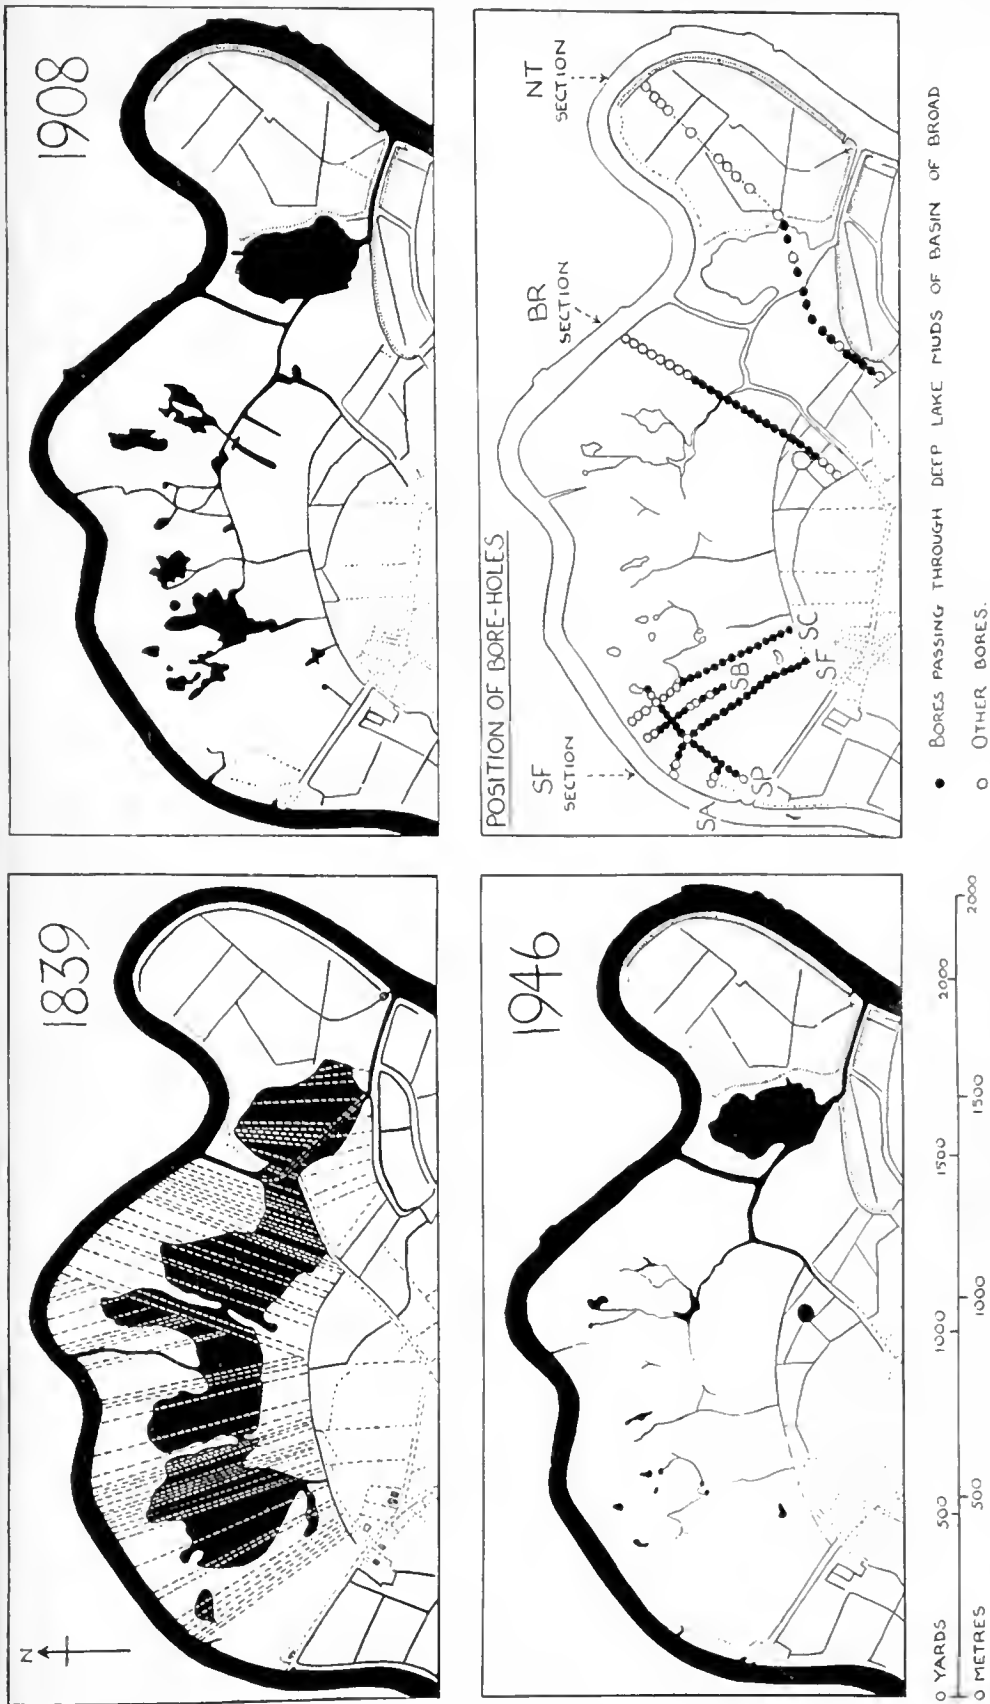 N
1839
1908
1946
POSITION OF BORE-HOLES
SF
SECTION
BR
SECTION
NT
SECTION
SA
SP
SB
SF
SC
0 YARDS 500 1000 1500 2000
0 METRES 500 1000 1500 2000
● BORES PASSING THROUGH DEEP LAKE MUDS OF BASIN OF BROAD
○ OTHER BORES.